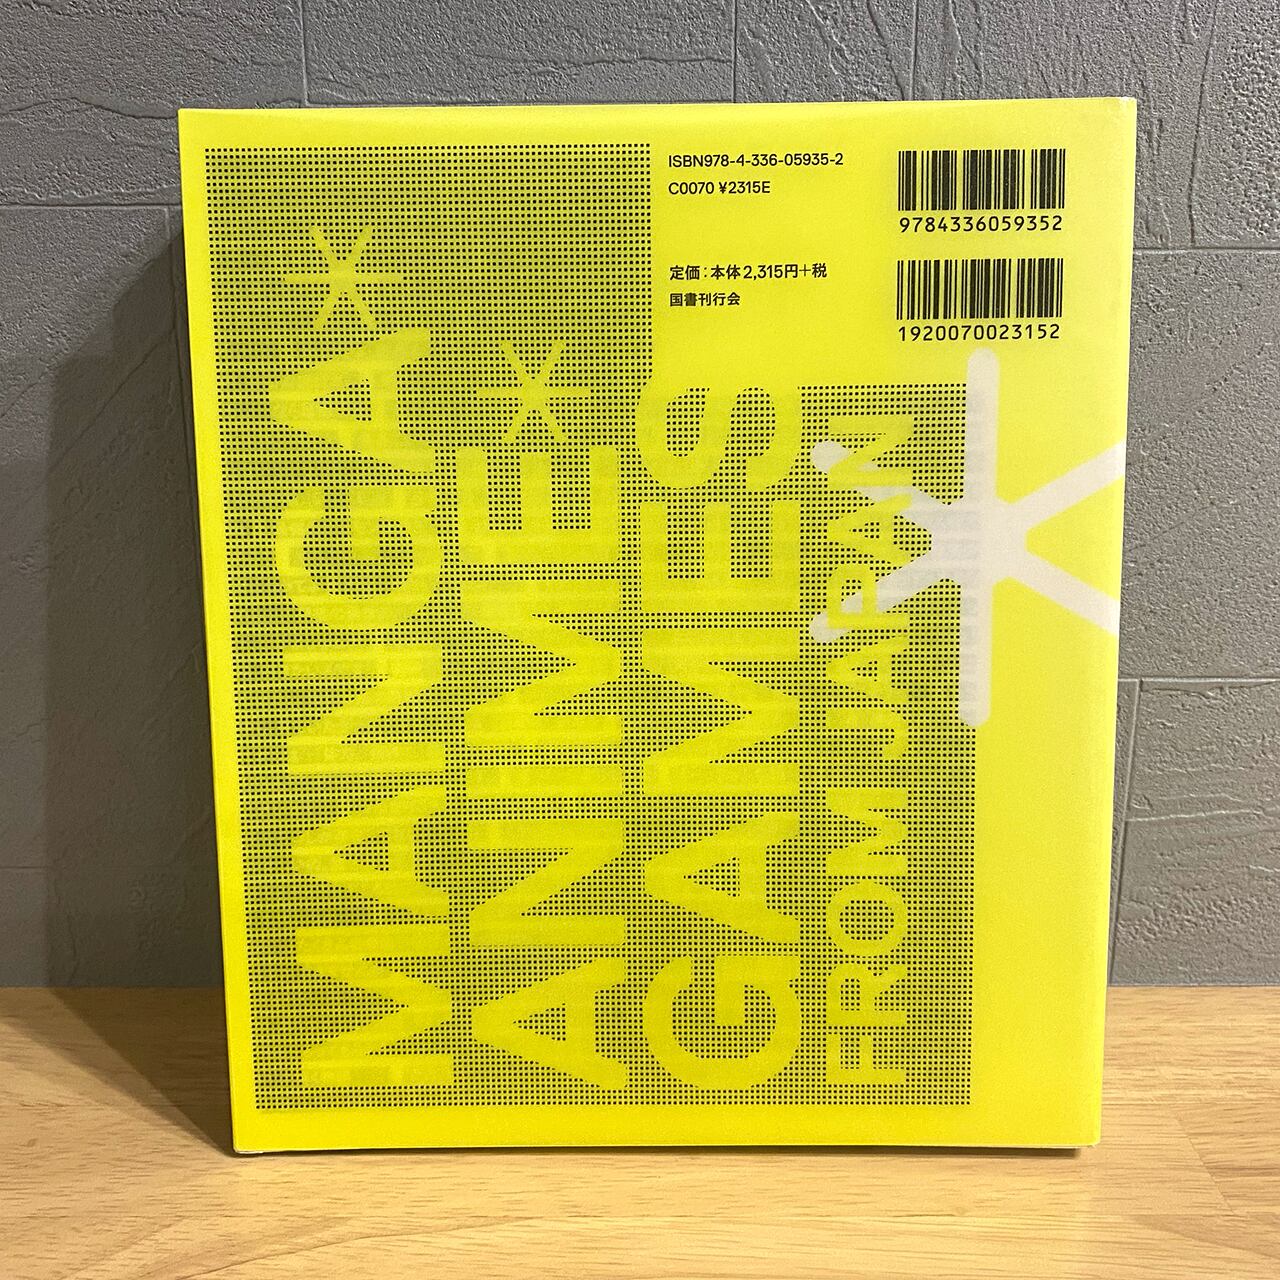 ISBN978-4-336-05935-2
C0070 ¥2315E
9784336059352
定価:本体2,315円+税
国書刊行会
1920070023152
MANGA*
ANIME*
GAMES
FROM JAPAN